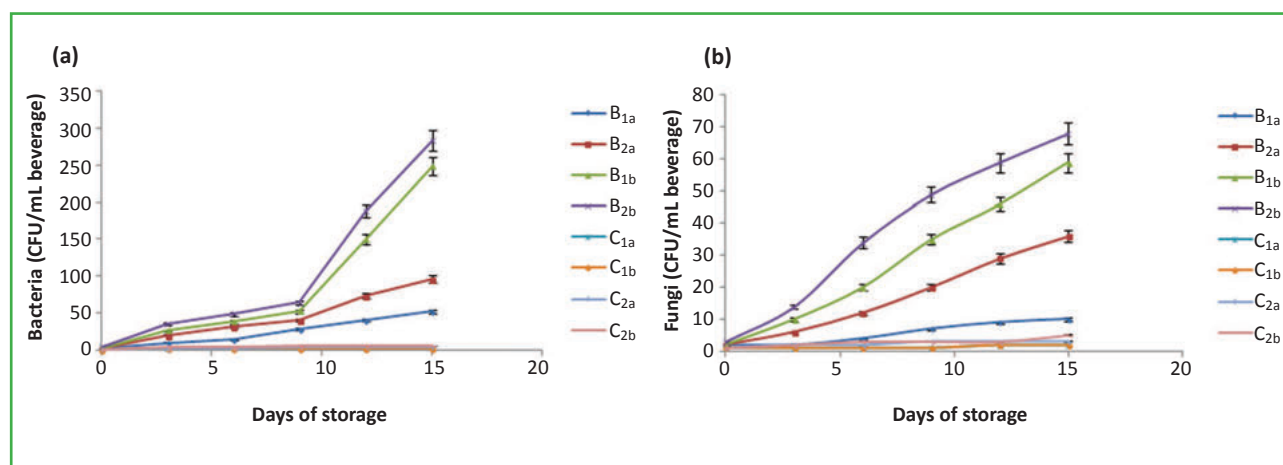 (a)
Bacteria (CFU/mL beverage)
350
300
250
200
150
100
50
0
0
5
10
15
20
Days of storage
B1a
B2a
B1b
B2b
C1a
C1b
C2a
C2b
(b)
Fungi (CFU/mL beverage)
80
70
60
50
40
30
20
10
0
0
5
10
15
20
Days of storage
B1a
B2a
B1b
B2b
C1a
C1b
C2a
C2b